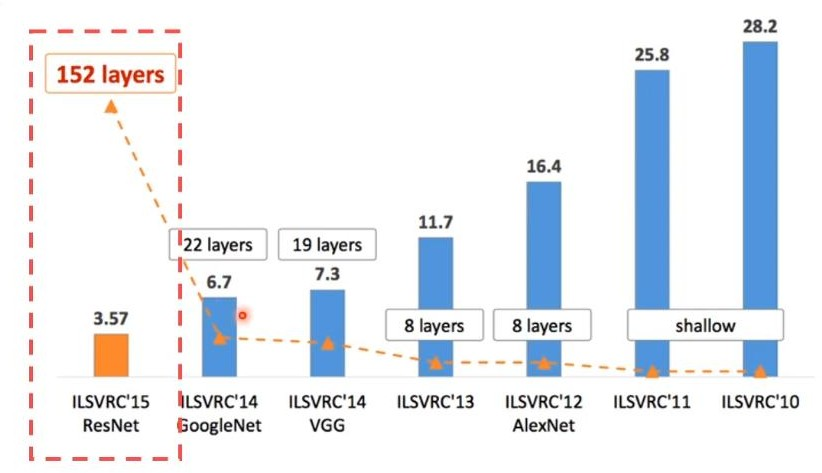 152 layers
22 layers
19 layers
8 layers
8 layers
shallow
3.57
6.7
7.3
11.7
16.4
25.8
28.2
ILSVRC'15
ResNet
ILSVRC'14
GoogleNet
ILSVRC'14
VGG
ILSVRC'13
ILSVRC'12
AlexNet
ILSVRC'11
ILSVRC'10